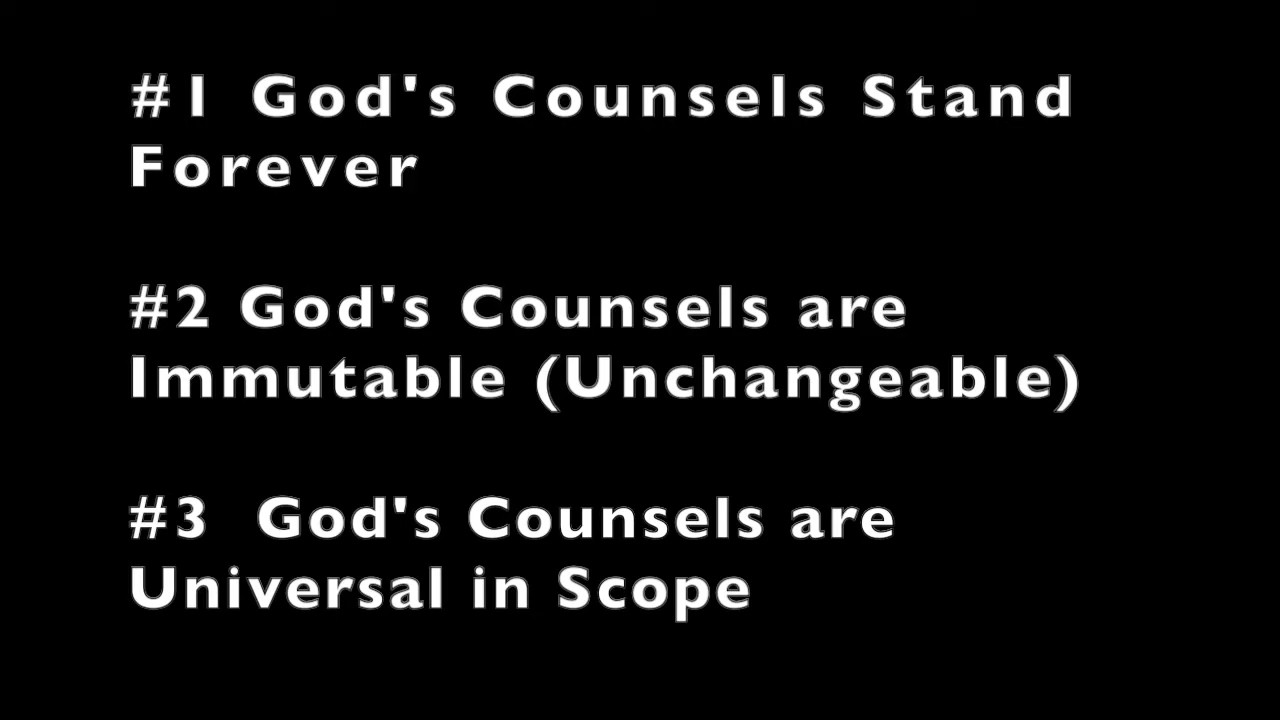 #1 God's Counsels Stand
Forever
#2 God's Counsels are
Immutable (Unchangeable)
#3 God's Counsels are
Universal in Scope